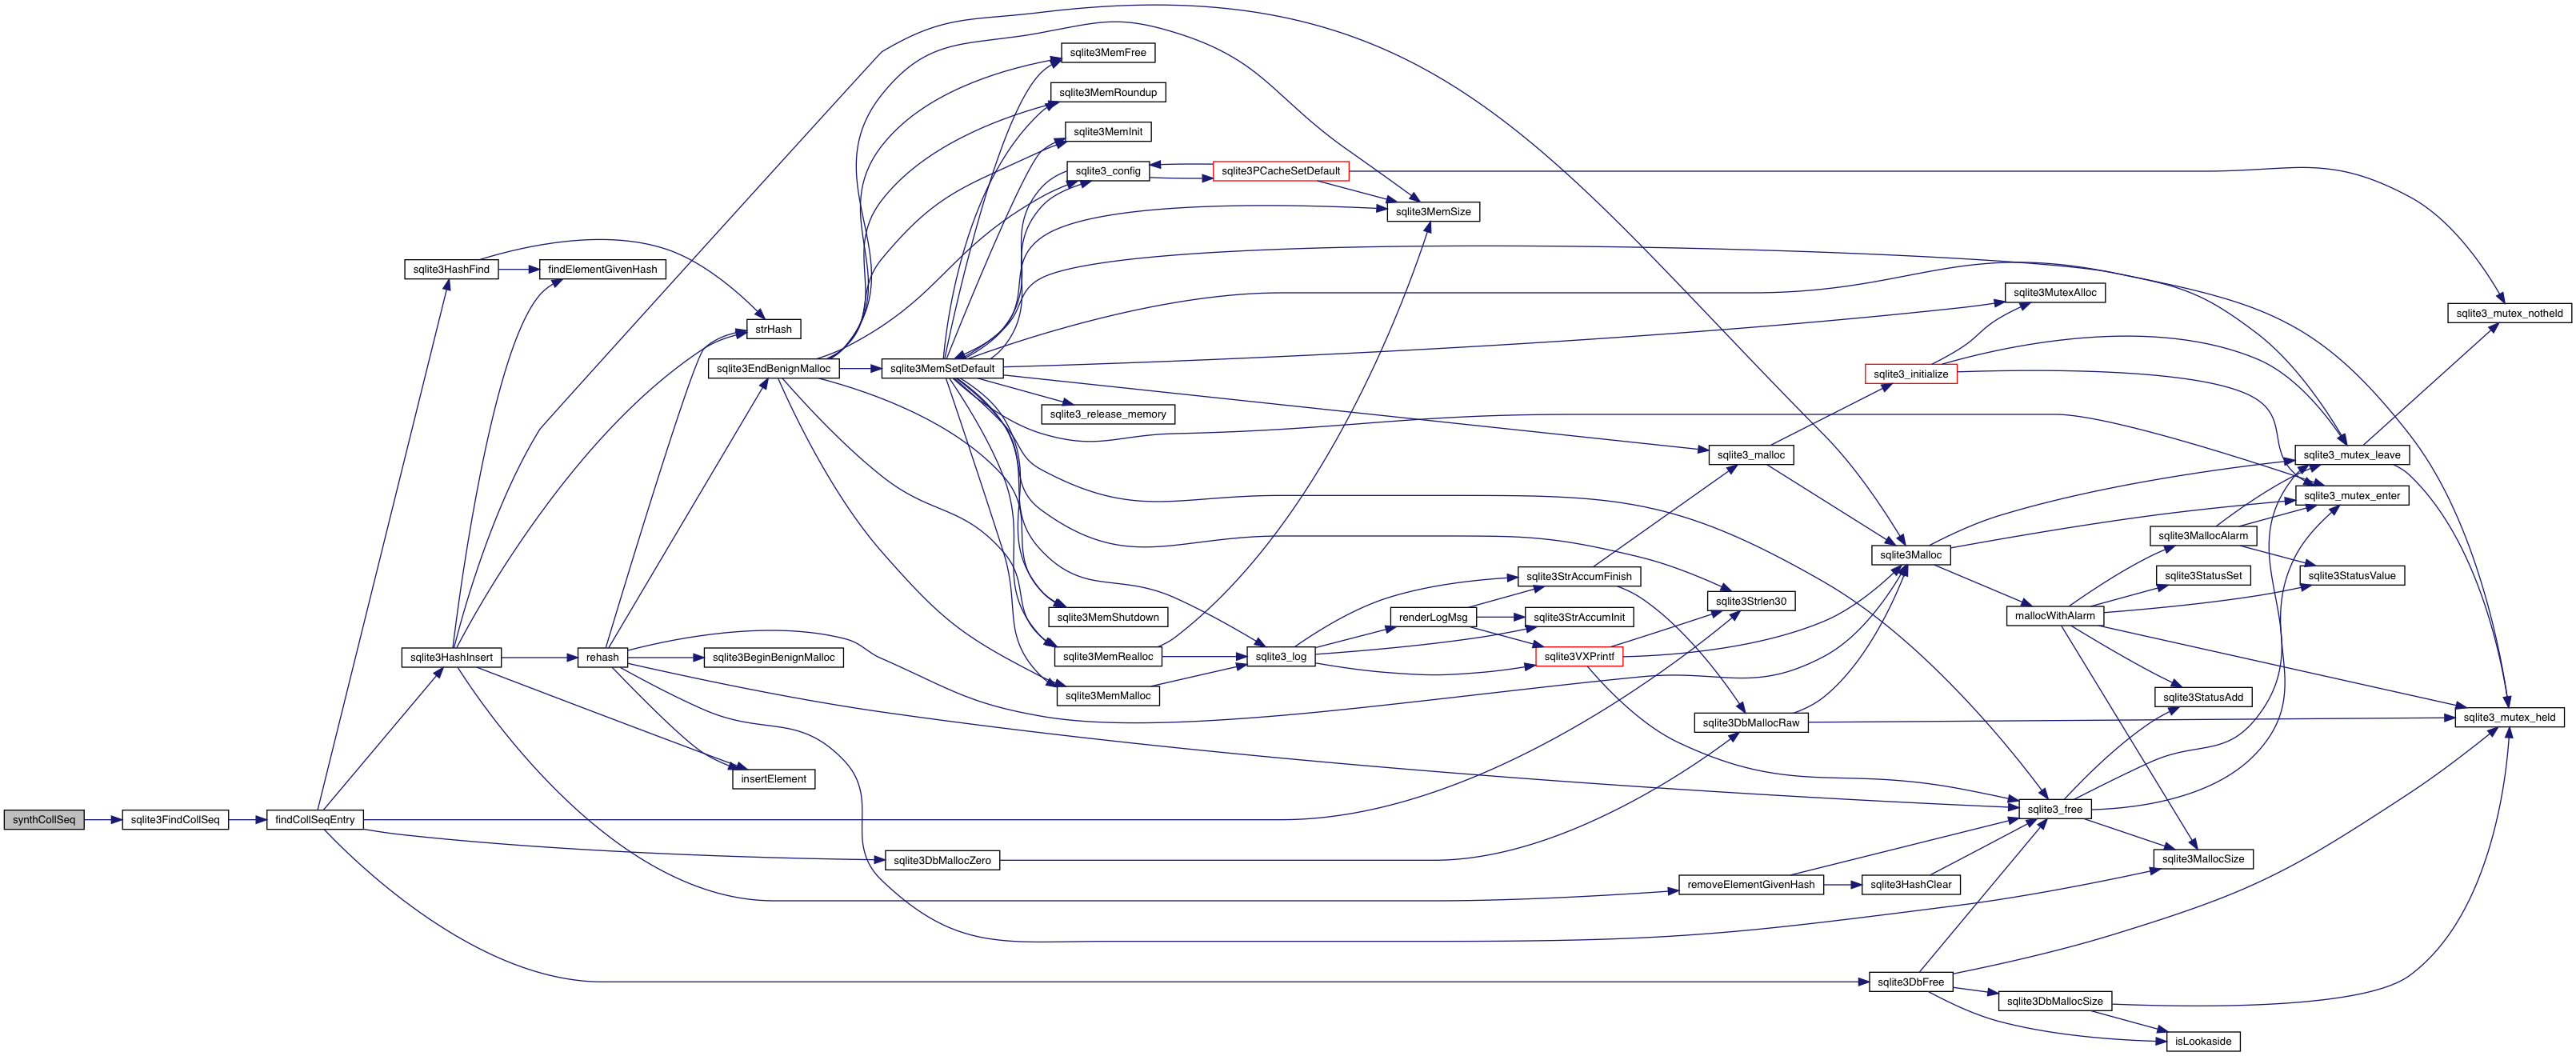 synthCollSeq
sqlite3FindCollSeq
findCollSeqEntry
sqlite3HashFind
sqlite3HashInsert
findElementGivenHash
rehash
strHash
sqlite3EndBenignMalloc
sqlite3BeginBenignMalloc
insertElement
sqlite3MemSetDefault
sqlite3DbMallocZero
sqlite3MemFree
sqlite3MemRoundup
sqlite3MemInit
sqlite3_config
sqlite3_release_memory
sqlite3MemShutdown
sqlite3MemRealloc
sqlite3MemMalloc
sqlite3PCacheSetDefault
sqlite3_log
sqlite3MemSize
renderLogMsg
sqlite3StrAccumFinish
sqlite3StrAccumInit
sqlite3VXPrintf
sqlite3_malloc
sqlite3Strlen30
sqlite3DbMallocRaw
removeElementGivenHash
sqlite3_initialize
sqlite3Malloc
sqlite3HashClear
sqlite3DbFree
sqlite3MutexAlloc
mallocWithAlarm
sqlite3_free
sqlite3DbMallocSize
sqlite3MallocAlarm
sqlite3StatusSet
sqlite3StatusAdd
sqlite3MallocSize
isLookaside
sqlite3_mutex_leave
sqlite3_mutex_enter
sqlite3StatusValue
sqlite3_mutex_notheld
sqlite3_mutex_held